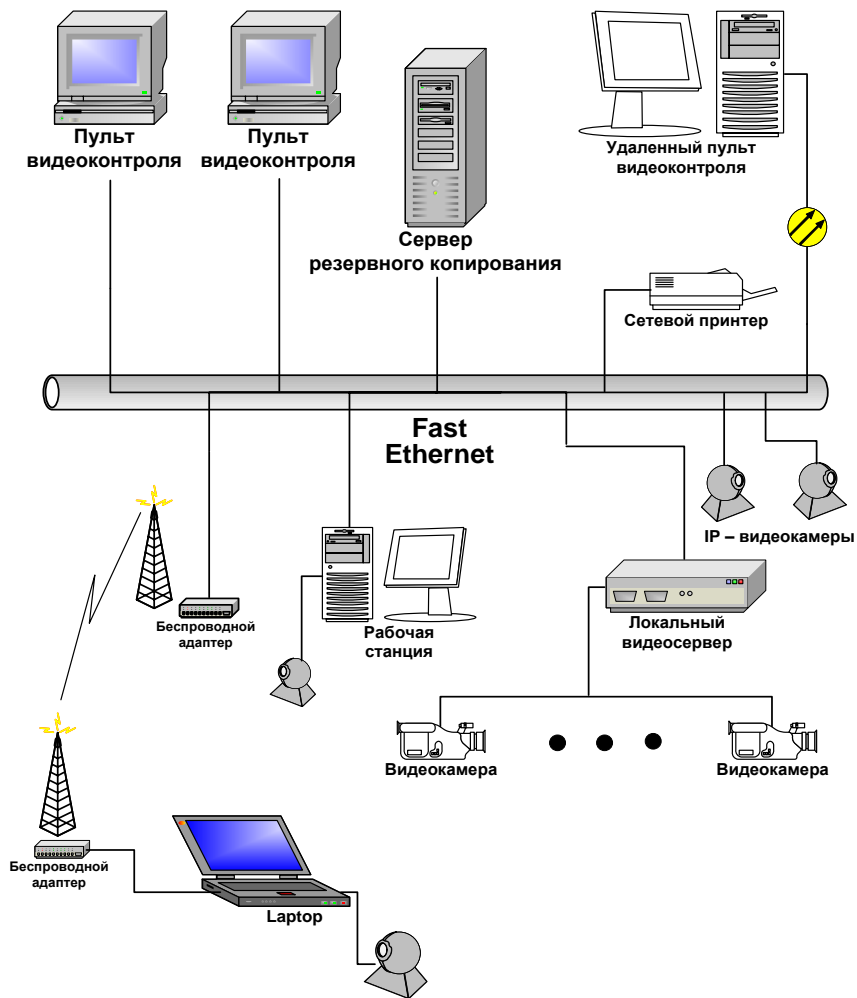 Пульт
видеоконтроля
Пульт
видеоконтроля
Сервер
резервного копирования
Удаленный пульт
видеоконтроля
Сетевой принтер
Fast
Ethernet
IP – видеокамеры
Беспроводной
адаптер
Рабочая
станция
Локальный
видеосервер
Видеокамера
Видеокамера
Беспроводной
адаптер
Laptop